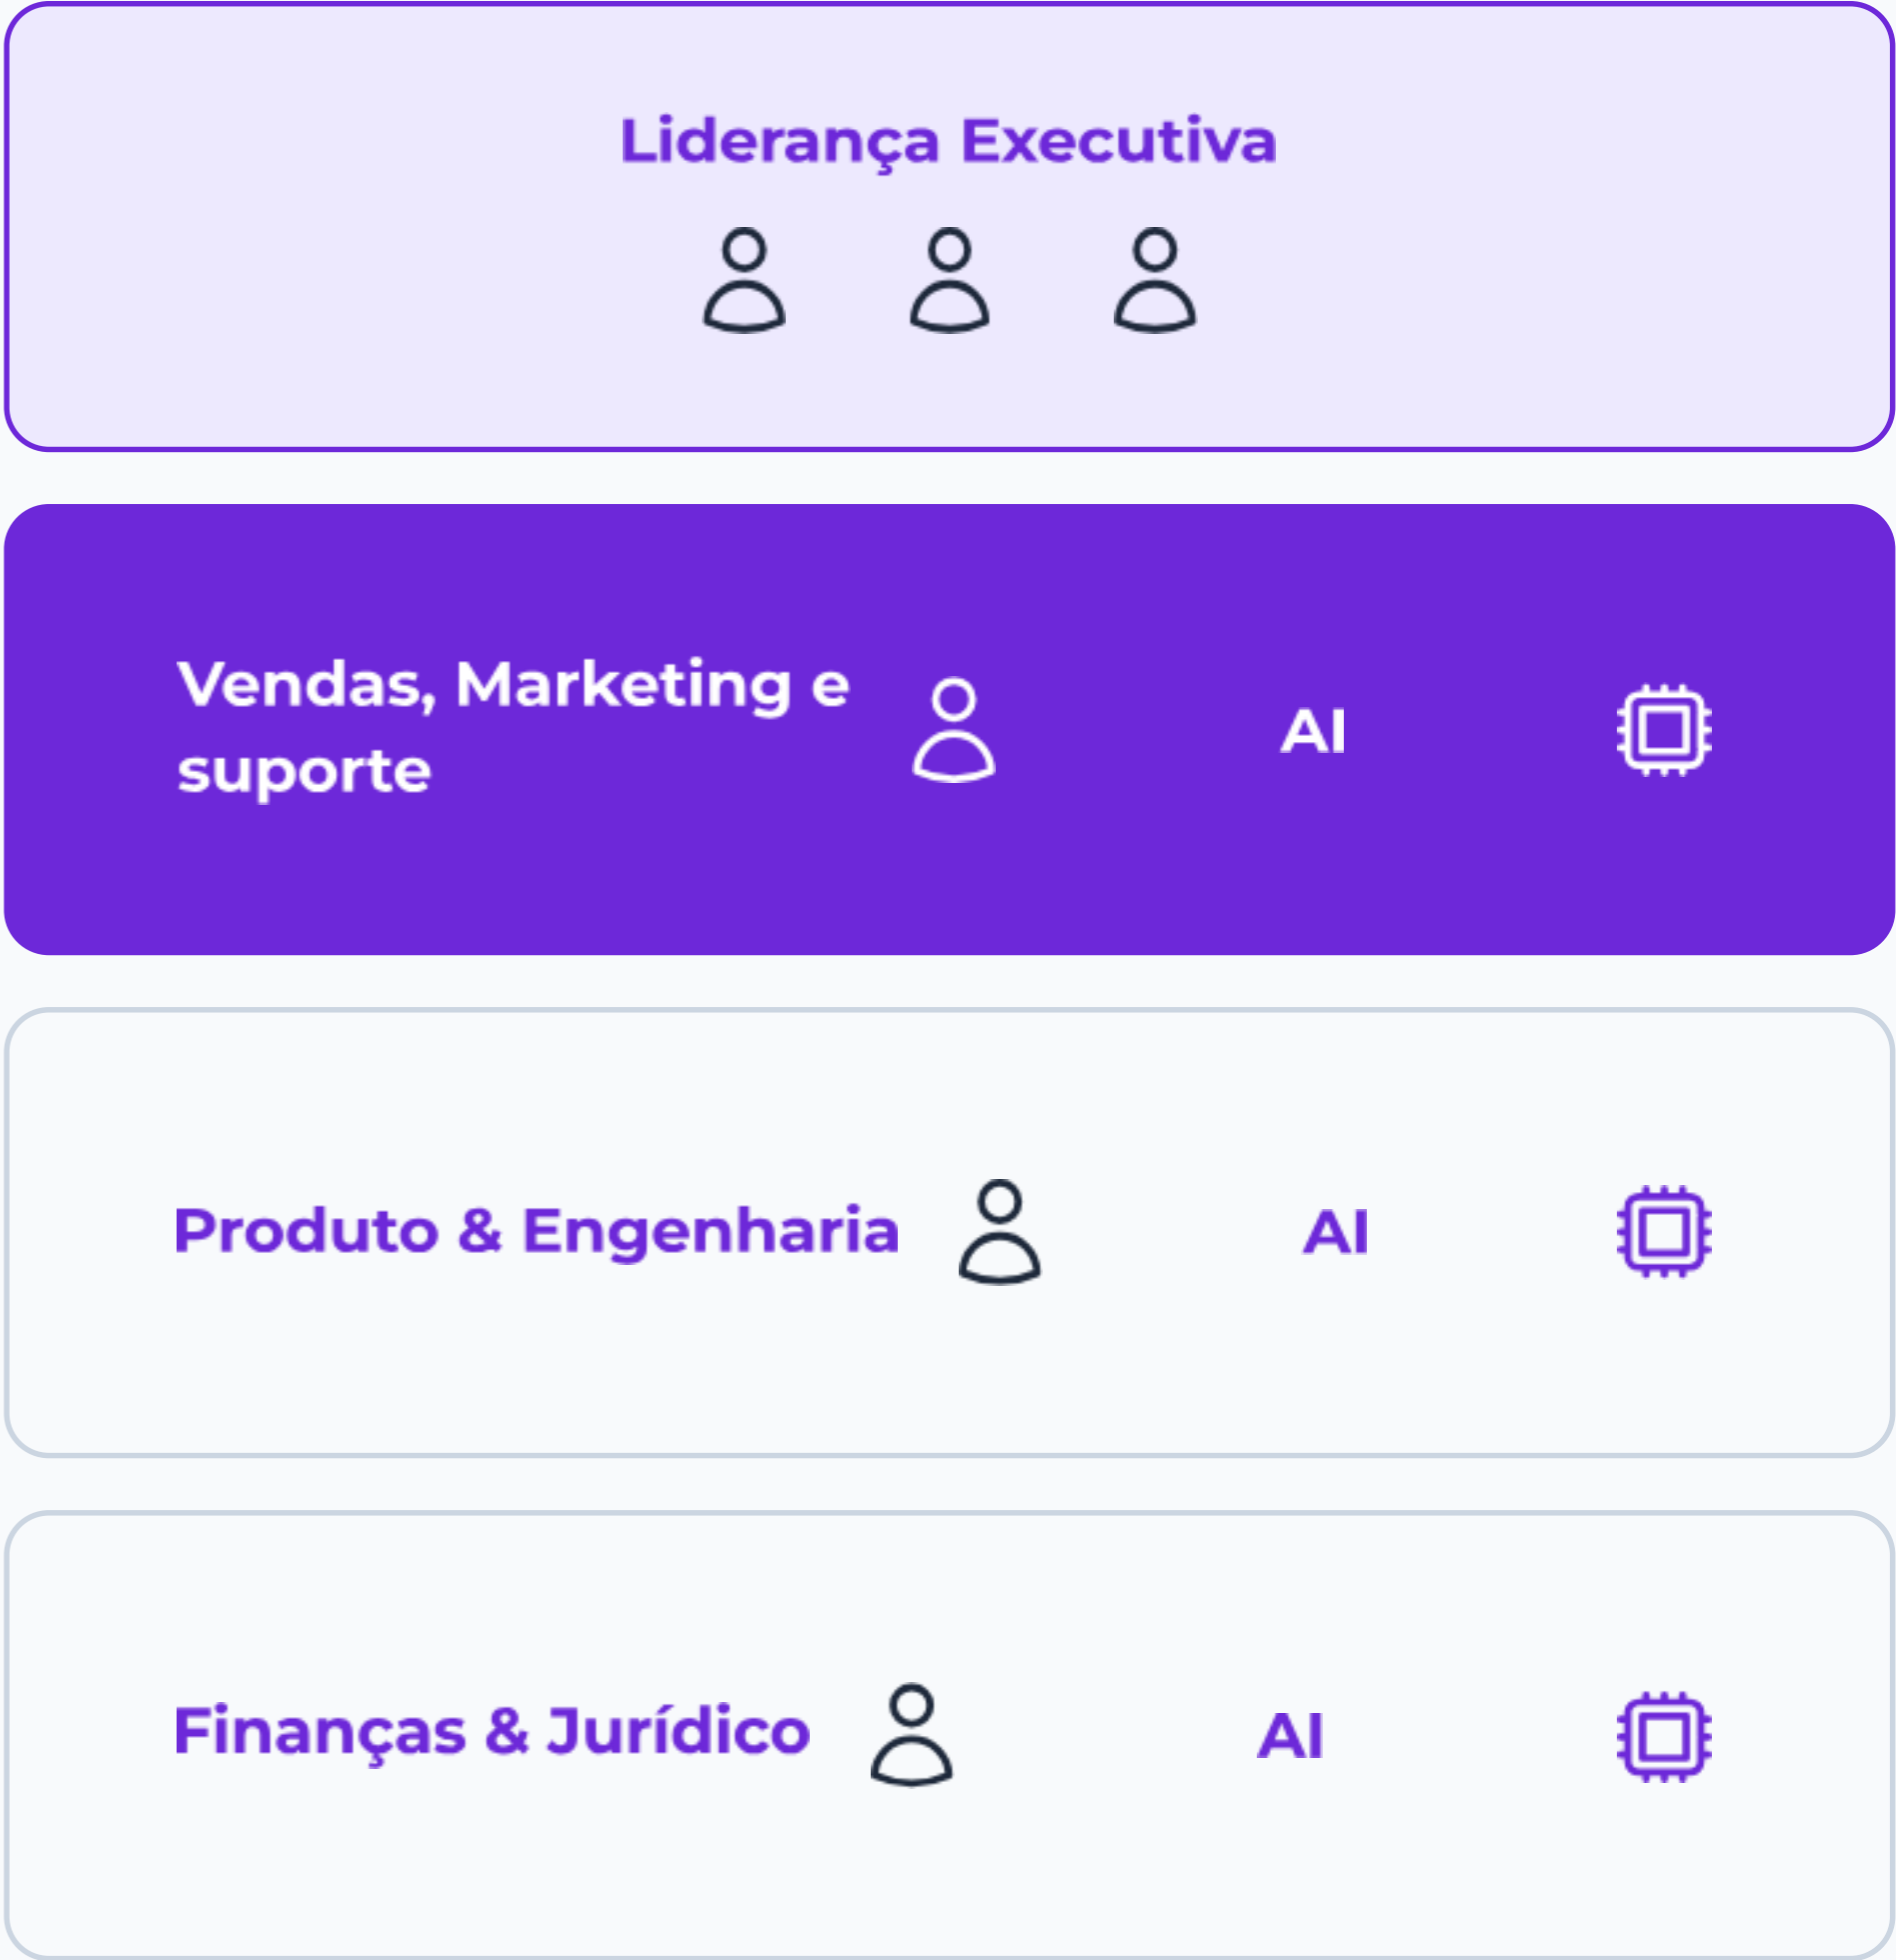 Liderança Executiva
Vendas, Marketing e
suporte
AI
Produto & Engenharia
AI
Finanças & Jurídico
AI